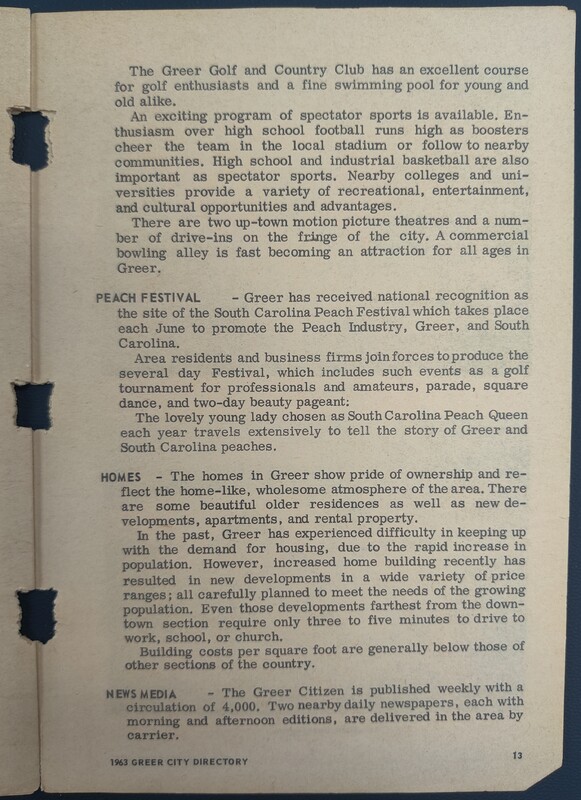 The Greer Golf and Country Club has an excellent course
for golf enthusiasts and a fine swimming pool for young and
old alike.
An exciting program of spectator sports is available. En-
thusiasm over high school football runs high as boosters
cheer the team in the local stadium or follow to nearby
communities. High school and industrial basketball are also
important as spectator sports. Nearby colleges and uni-
versities provide a variety of recreational, entertainment,
and cultural opportunities and advantages.
There are two up-town motion picture theatres and a num-
ber of drive-ins on the fringe of the city. A commercial
bowling alley is fast becoming an attraction for all ages in
Greer.
PEACH FESTIVAL - Greer has received national recognition as
the site of the South Carolina Peach Festival which takes place
each June to promote the Peach Industry, Greer, and South
Carolina.
Area residents and business firms join forces to produce the
several day Festival, which includes such events as a golf
tournament for professionals and amateurs, parade, square
dance, and two-day beauty pageant;
The lovely young lady chosen as South Carolina Peach Queen
each year travels extensively to tell the story of Greer and
South Carolina peaches.
HOMES - The homes in Greer show pride of ownership and re-
flect the home-like, wholesome atmosphere of the area. There
are some beautiful older residences as well as new de-
velopments, apartments, and rental property.
In the past, Greer has experienced difficulty in keeping up
with the demand for housing, due to the rapid increase in
population. However, increased home building recently has
resulted in new developments in a wide variety of price
ranges; all carefully planned to meet the needs of the growing
population. Even those developments farthest from the down-
town section require only three to five minutes to drive to
work, school, or church.
Building costs per square foot are generally below those of
other sections of the country.
NEWS MEDIA - The Greer Citizen is published weekly with a
circulation of 4,000. Two nearby daily newspapers, each with
morning and afternoon editions, are delivered in the area by
carrier.
1963 GREER CITY DIRECTORY 13